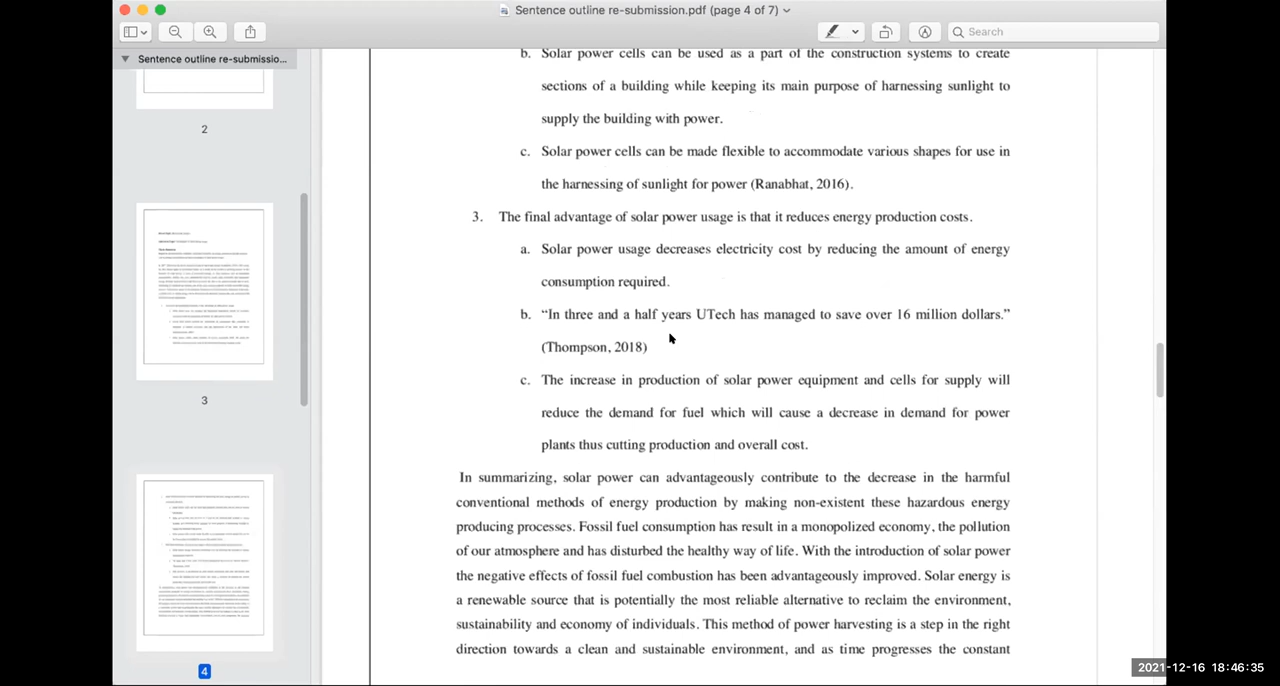 Sentence outline re-submission.pdf (page 4 of 7)
Search
Sentence outline re-submissio...
2
3
4
b. Solar power cells can be used as a part of the construction systems to create
sections of a building while keeping its main purpose of harnessing sunlight to
supply the building with power.
c. Solar power cells can be made flexible to accommodate various shapes for use in
the harnessing of sunlight for power (Ranabhat, 2016).
3. The final advantage of solar power usage is that it reduces energy production costs.
a. Solar power usage decreases electricity cost by reducing the amount of energy
consumption required.
b. “In three and a half years UTech has managed to save over 16 million dollars.”
(Thompson, 2018)
c. The increase in production of solar power equipment and cells for supply will
reduce the demand for fuel which will cause a decrease in demand for power
plants thus cutting production and overall cost.
In summarizing, solar power can advantageously contribute to the decrease in the harmful
conventional methods of energy production by making non-existent these hazardous energy
producing processes. Fossil fuel consumption has result in a monopolized economy, the pollution
of our atmosphere and has disturbed the healthy way of life. With the introduction of solar power
the negative effects of fossil fuel combustion has been advantageously improved. Solar energy is
a renewable source that is potentially the most reliable alternative to reclaim the environment,
sustainability and economy of individuals. This method of power harvesting is a step in the right
direction towards a clean and sustainable environment, and as time progresses the constant
2021-12-16 18:46:35